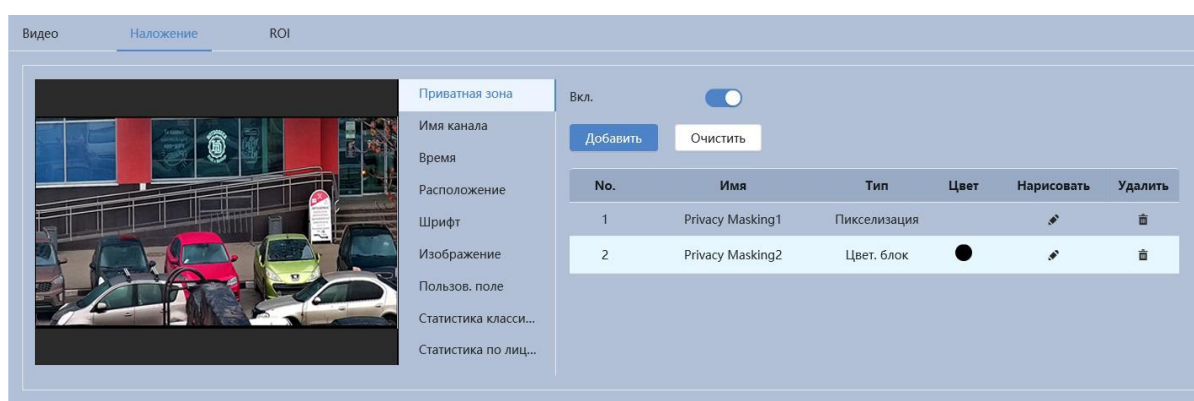 Видео Наложение ROI
Приватная зона
Имя канала
Время
Расположение
Шрифт
Изображение
Пользов. поле
Статистика класси...
Статистика по лиц...
Вкл.
Добавить Очистить
No. Имя Тип Цвет Нарисовать Удалить
1 Privacy Masking1 Пикселизация
2 Privacy Masking2 Цвет. блок